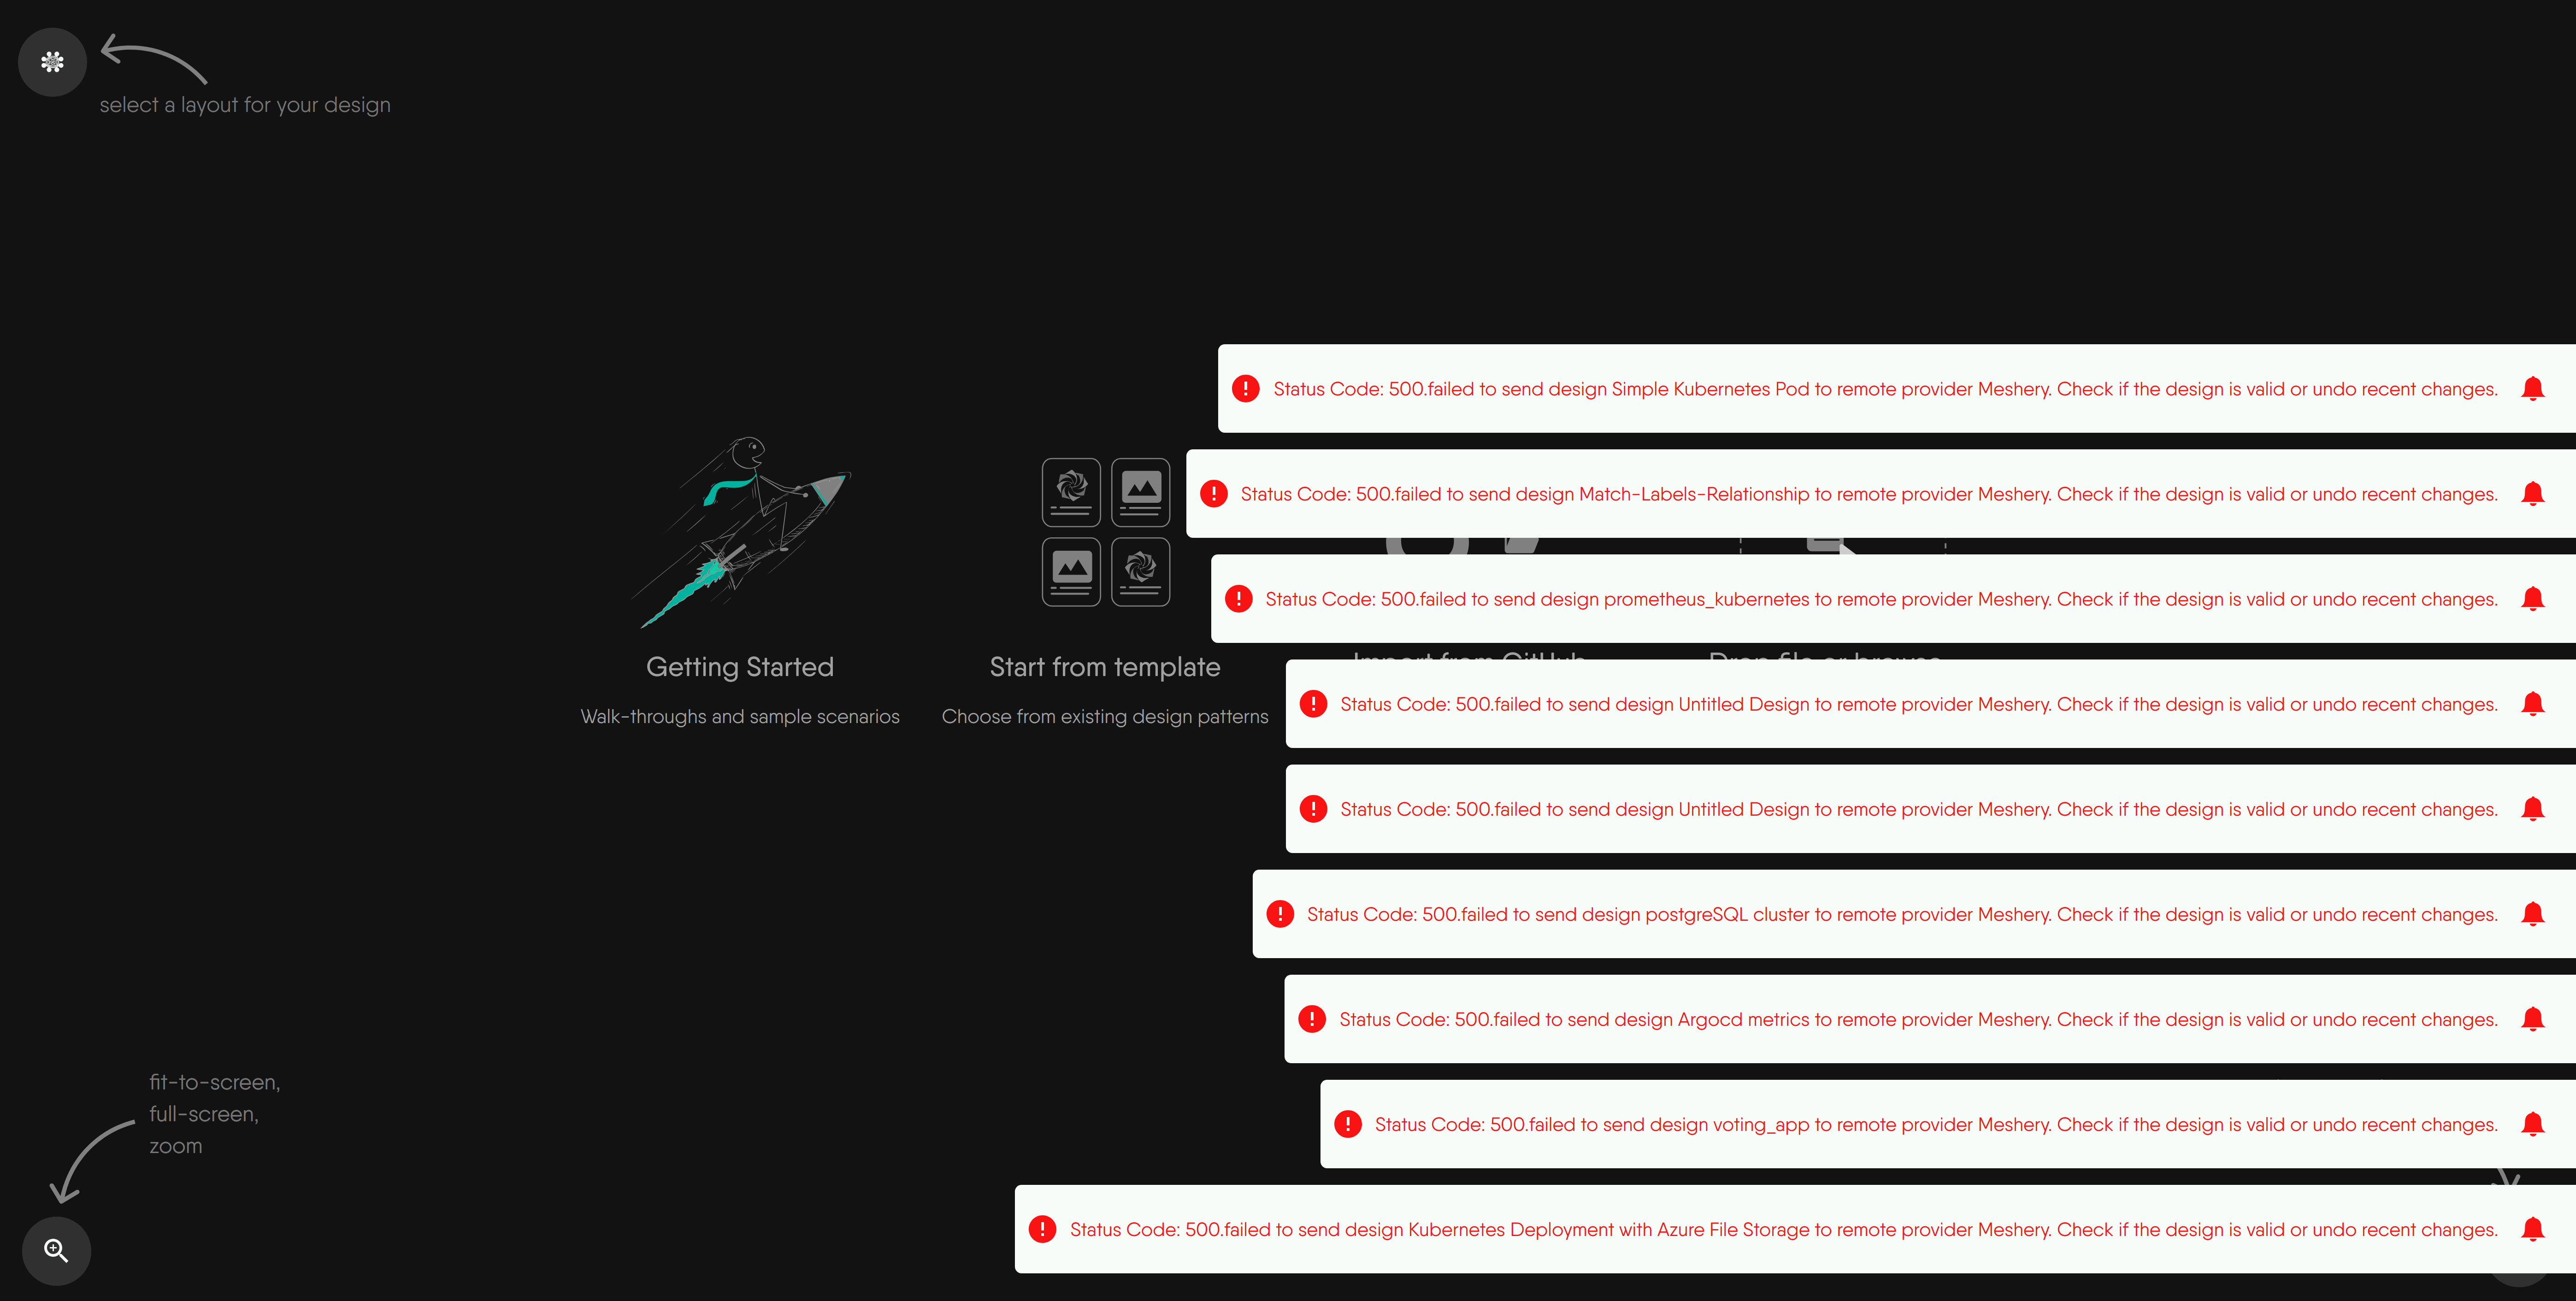 select a layout for your design
Status Code: 500.failed to send design Simple Kubernetes Pod to remote provider Meshery. Check if the design is valid or undo recent changes.
Status Code: 500.failed to send design Match-Labels-Relationship to remote provider Meshery. Check if the design is valid or undo recent changes.
Status Code: 500.failed to send design prometheus_kubernetes to remote provider Meshery. Check if the design is valid or undo recent changes.
Getting Started
Start from template
Import from GitHub
Drop file or browse
Walk-throughs and sample scenarios
Choose from existing design patterns
Status Code: 500.failed to send design Untitled Design to remote provider Meshery. Check if the design is valid or undo recent changes.
Status Code: 500.failed to send design Untitled Design to remote provider Meshery. Check if the design is valid or undo recent changes.
Status Code: 500.failed to send design postgreSQL cluster to remote provider Meshery. Check if the design is valid or undo recent changes.
Status Code: 500.failed to send design Argocd metrics to remote provider Meshery. Check if the design is valid or undo recent changes.
fit-to-screen,
full-screen,
zoom
Status Code: 500.failed to send design voting_app to remote provider Meshery. Check if the design is valid or undo recent changes.
Status Code: 500.failed to send design Kubernetes Deployment with Azure File Storage to remote provider Meshery. Check if the design is valid or undo recent changes.